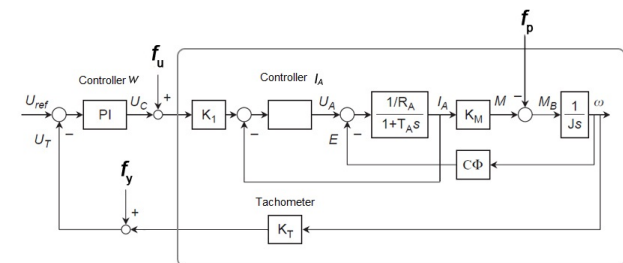 f_p
f_u
Controller w
Controller I_A
U_ref
PI
U_C
+
K_1
U_A
1/R_A
1+T_A s
I_A
K_M
M
−
M_B
1
Js
ω
U_T
−
−
E
−
CΦ
f_y
Tachometer
+
K_T